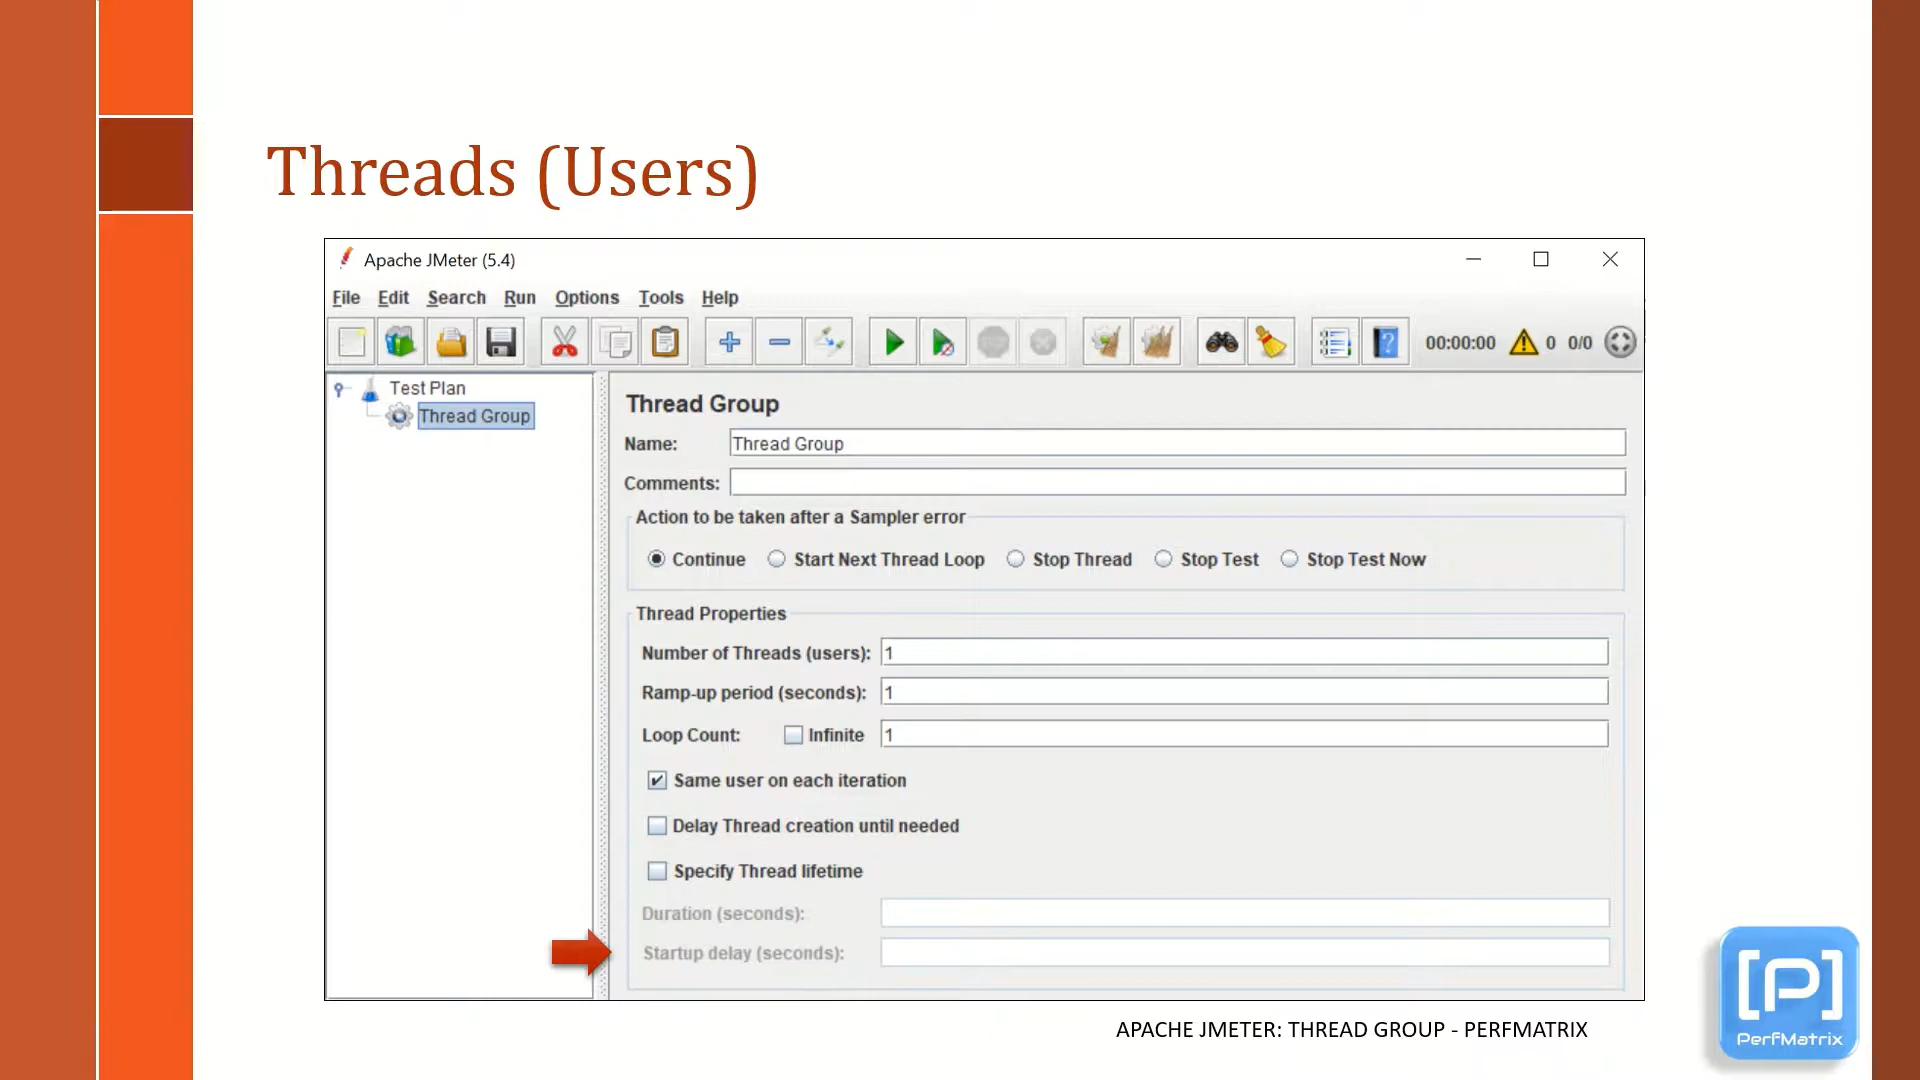 Threads (Users)
Apache JMeter (5.4)
File Edit Search Run Options Tools Help
00:00:00 0 0/0
Test Plan
Thread Group
Thread Group
Name: Thread Group
Comments:
Action to be taken after a Sampler error
Continue Start Next Thread Loop Stop Thread Stop Test Stop Test Now
Thread Properties
Number of Threads (users): 1
Ramp-up period (seconds): 1
Loop Count: Infinite 1
Same user on each iteration
Delay Thread creation until needed
Specify Thread lifetime
Duration (seconds):
Startup delay (seconds):
APACHE JMETER: THREAD GROUP - PERFMATRIX
[P]
PerfMatrix